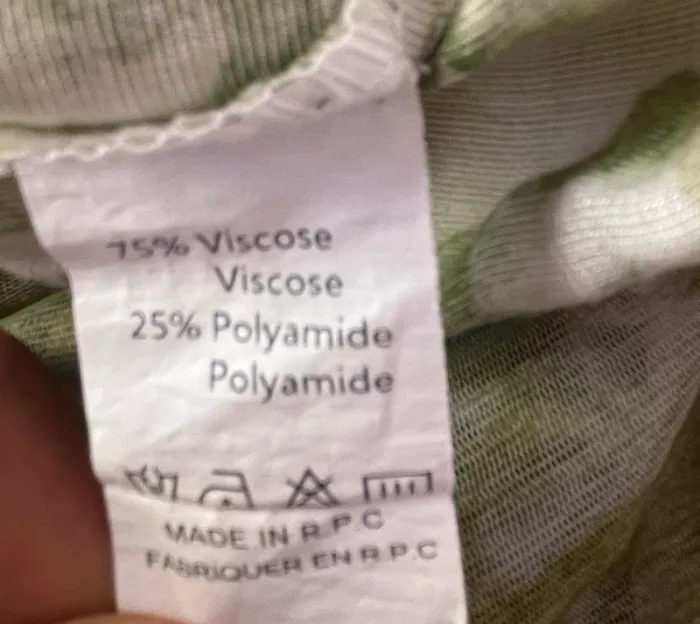 75% Viscose
Viscose
25% Polyamide
Polyamide
MADE IN R.P.C
FABRIQUER EN R.P.C